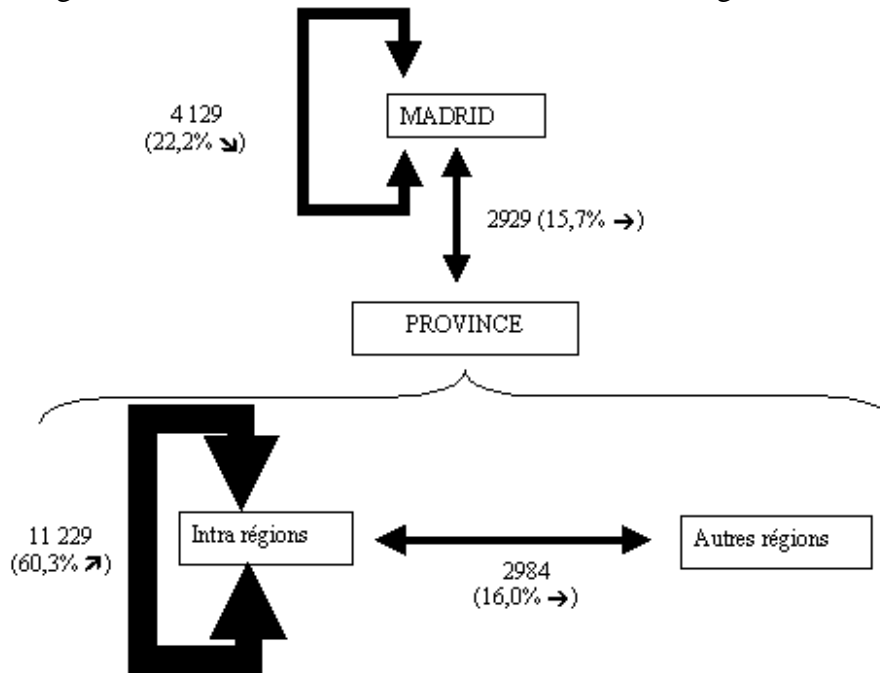 MADRID
4 129
(22,2% ➘)
2929 (15,7% ➔)
PROVINCE
11 229
(60,3% ➚)
Intra régions
Autres régions
2984
(16,0% ➔)